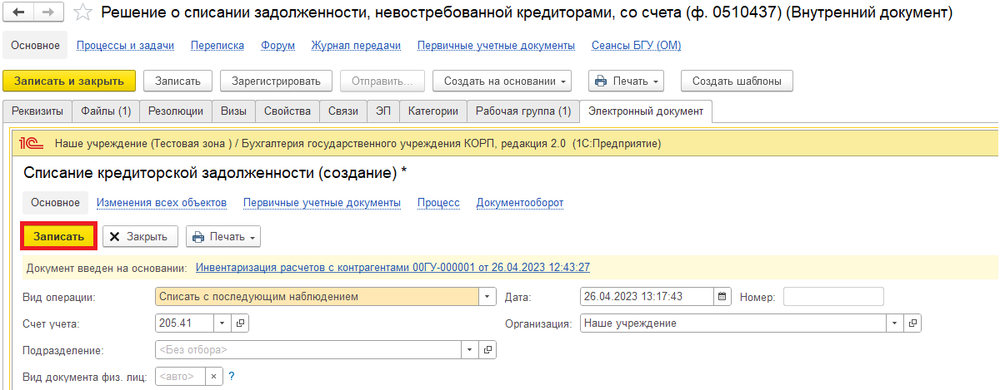 Решение о списании задолженности, невостребованной кредиторами, со счета (ф. 0510437) (Внутренний документ)
Основное Процессы и задачи Переписка Форум Журнал передачи Первичные учетные документы Сеансы БГУ (ОМ)
Записать и закрыть Записать Зарегистрировать Отправить... Создать на основании Печать Создать шаблоны
Реквизиты Файлы (1) Резолюции Визы Свойства Связи ЭП Категории Рабочая группа (1) Электронный документ
1С Наше учреждение (Тестовая зона ) / Бухгалтерия государственного учреждения КОРП, редакция 2.0 (1С:Предприятие)
Списание кредиторской задолженности (создание) *
Основное Изменения всех объектов Первичные учетные документы Процесс Документооборот
Записать Закрыть Печать
Документ введен на основании: Инвентаризация расчетов с контрагентами 00ГУ-000001 от 26.04.2023 12:43:27
Вид операции: Списать с последующим наблюдением Дата: 26.04.2023 13:17:43 Номер:
Счет учета: 205.41 Организация: Наше учреждение
Подразделение: <Без отбора>
Вид документа физ. лиц: <авто> × ?